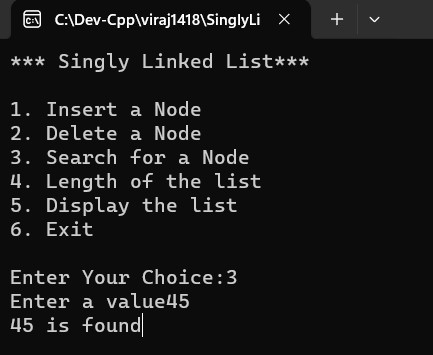 C:\Dev-Cpp\viraj1418\SinglyLi
*** Singly Linked List***
1. Insert a Node
2. Delete a Node
3. Search for a Node
4. Length of the list
5. Display the list
6. Exit
Enter Your Choice:3
Enter a value45
45 is found